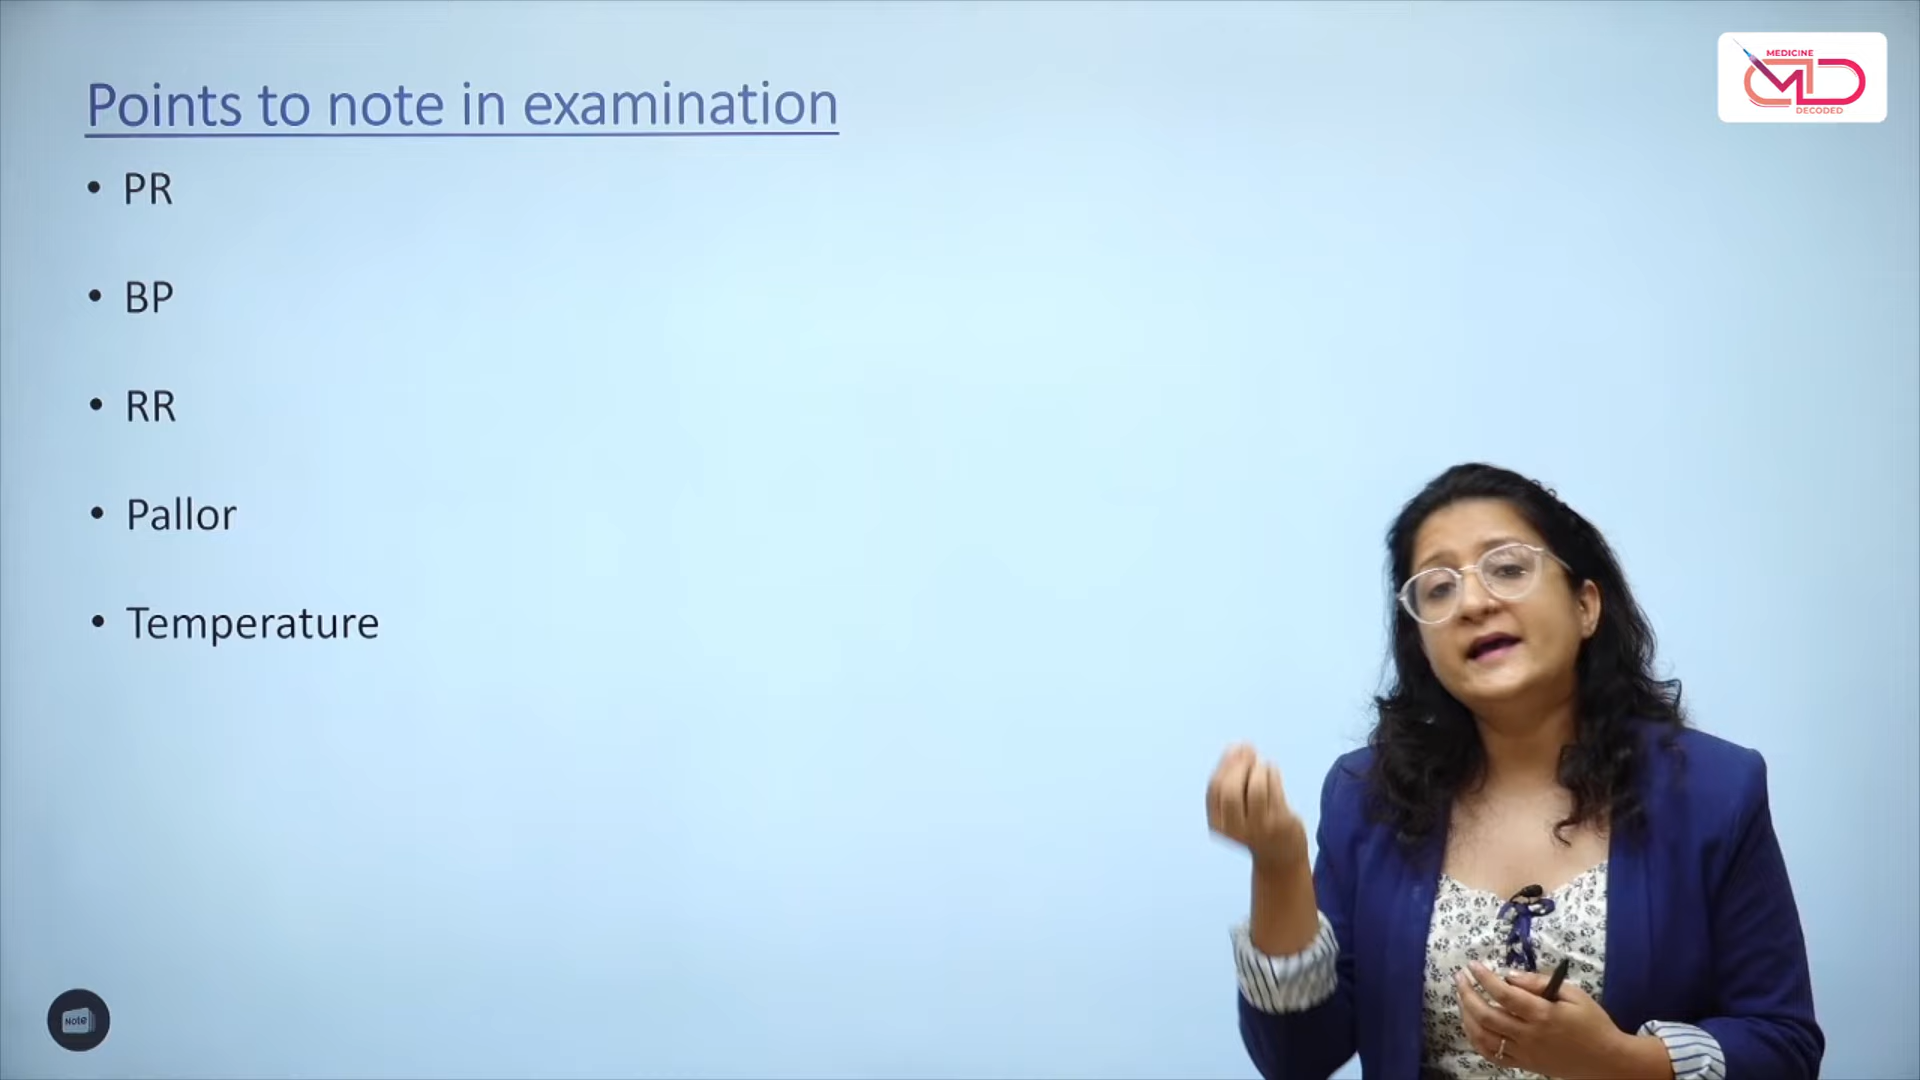 Points to note in examination
• PR
• BP
• RR
• Pallor
• Temperature
MEDICINE
DECODED
Note